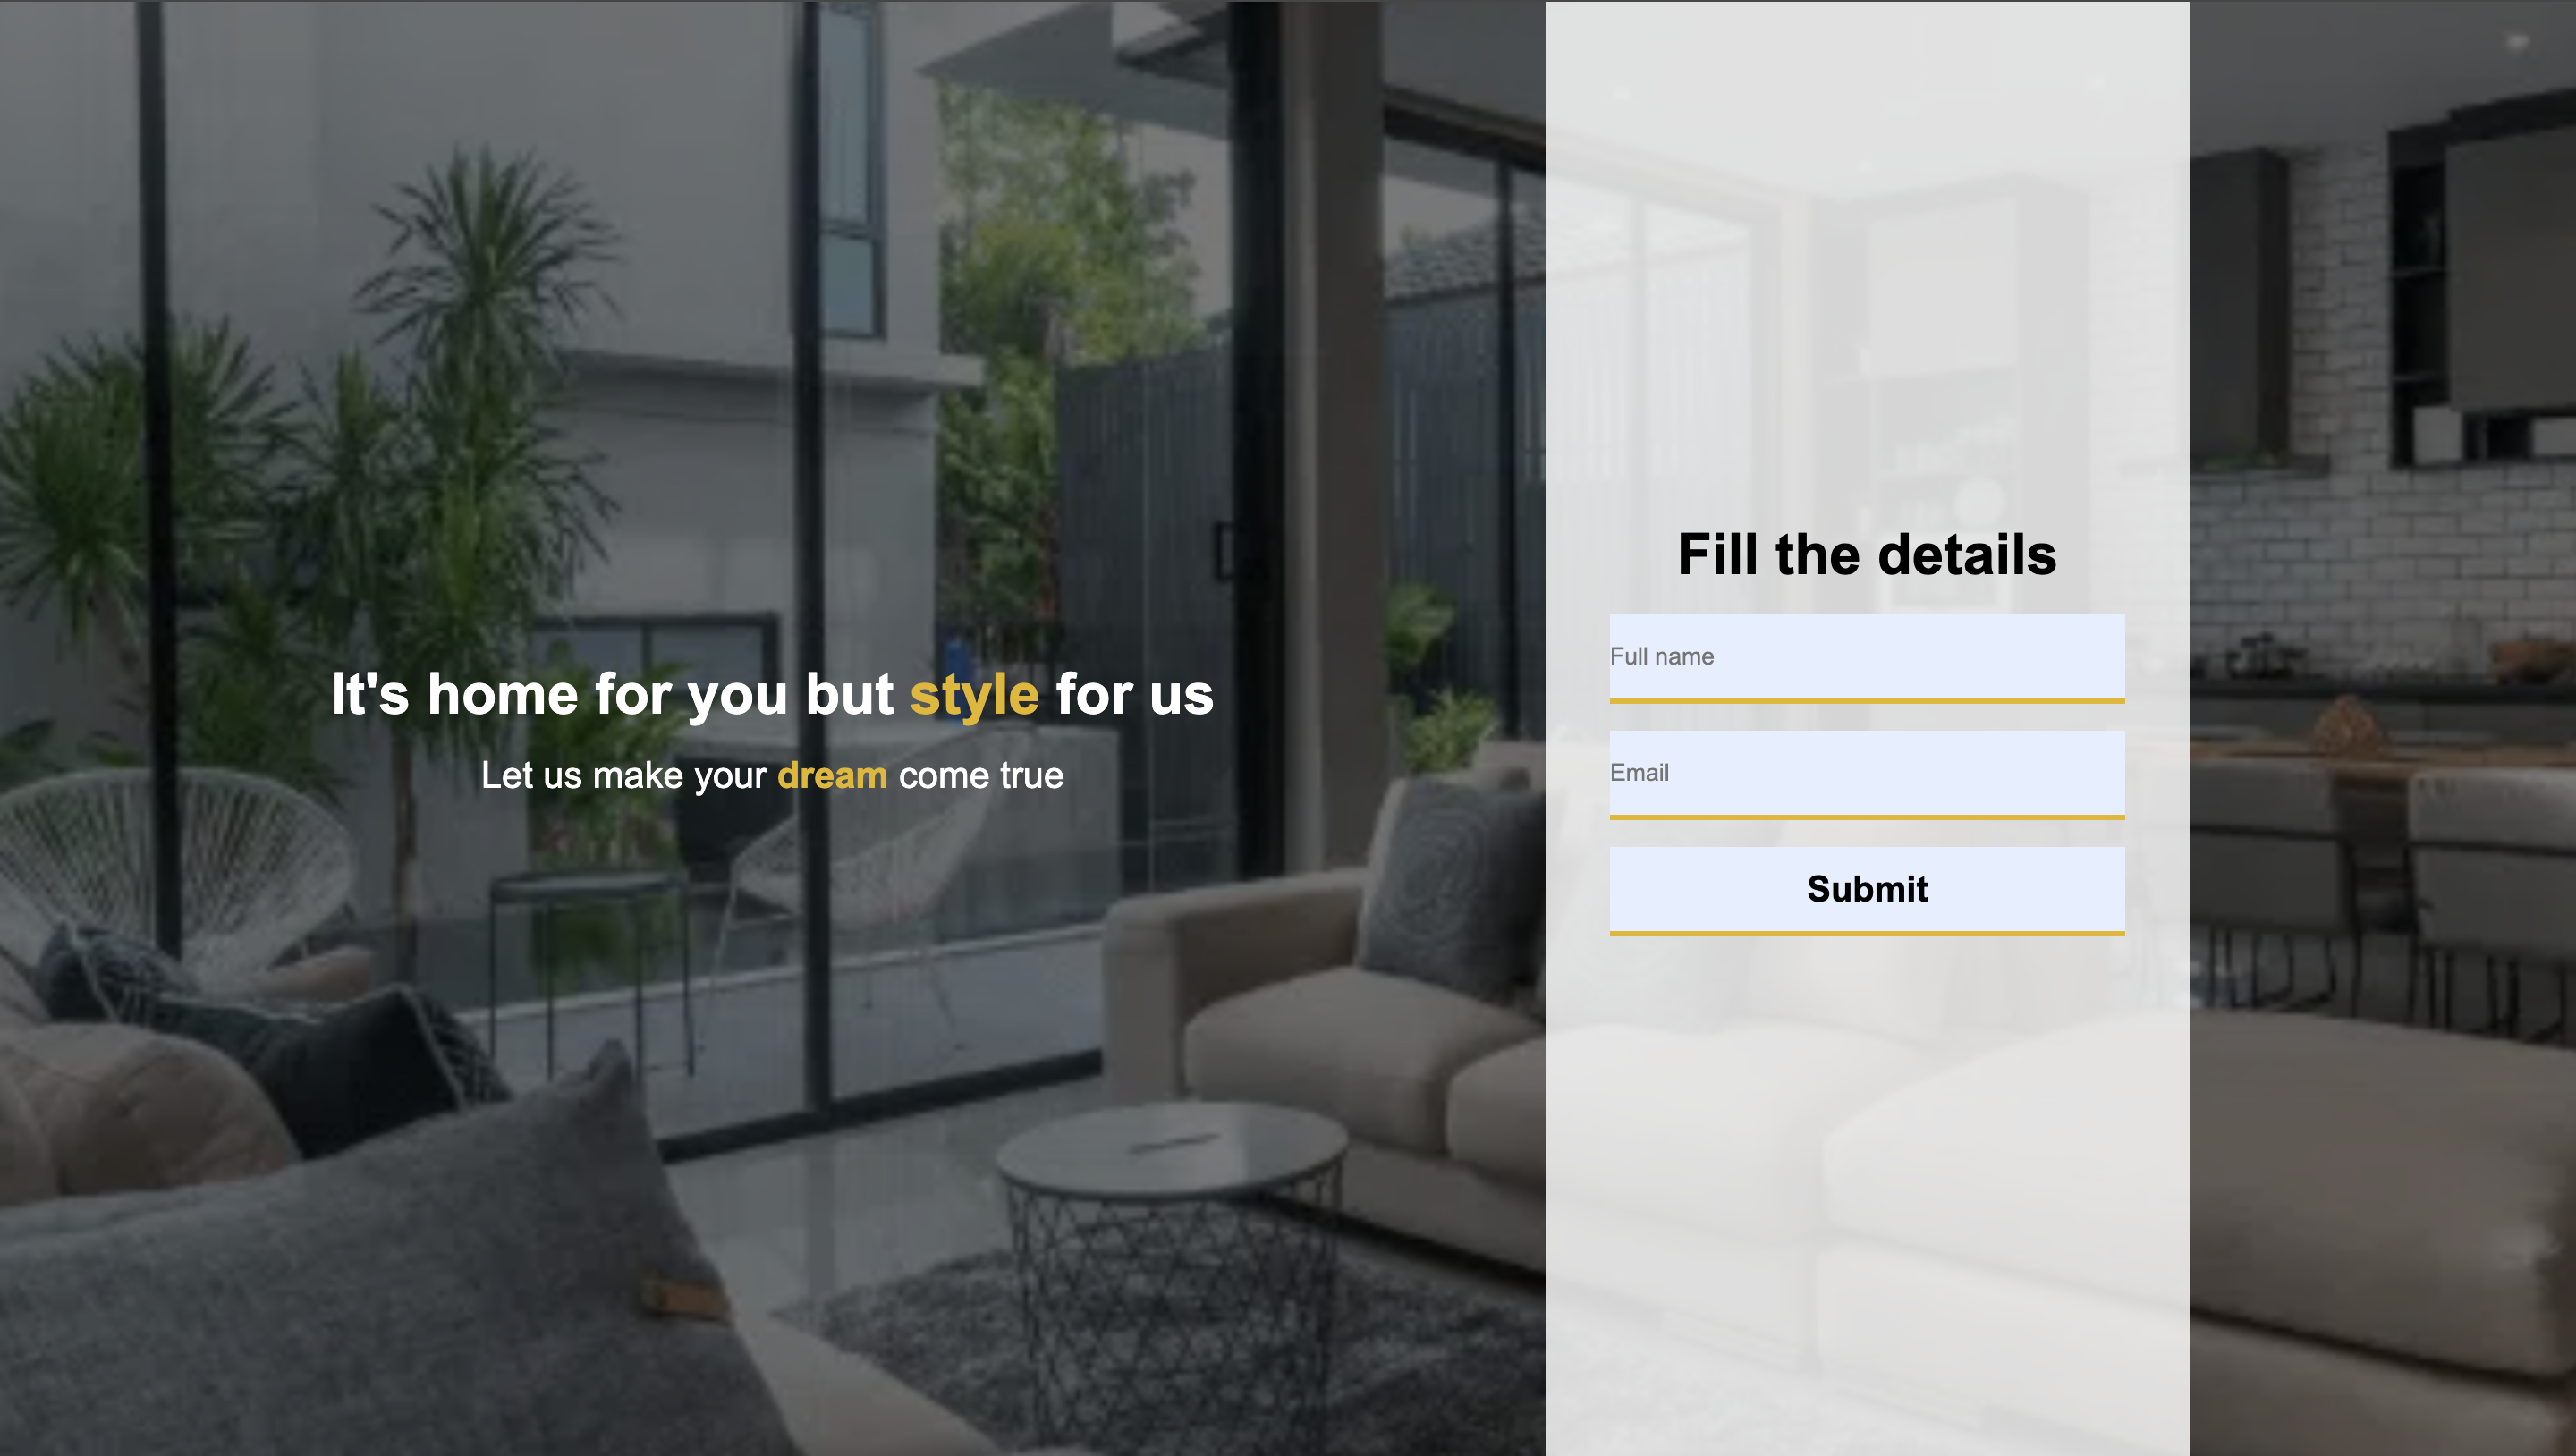 It's home for you but style for us
Let us make your dream come true
Fill the details
Full name
Email
Submit